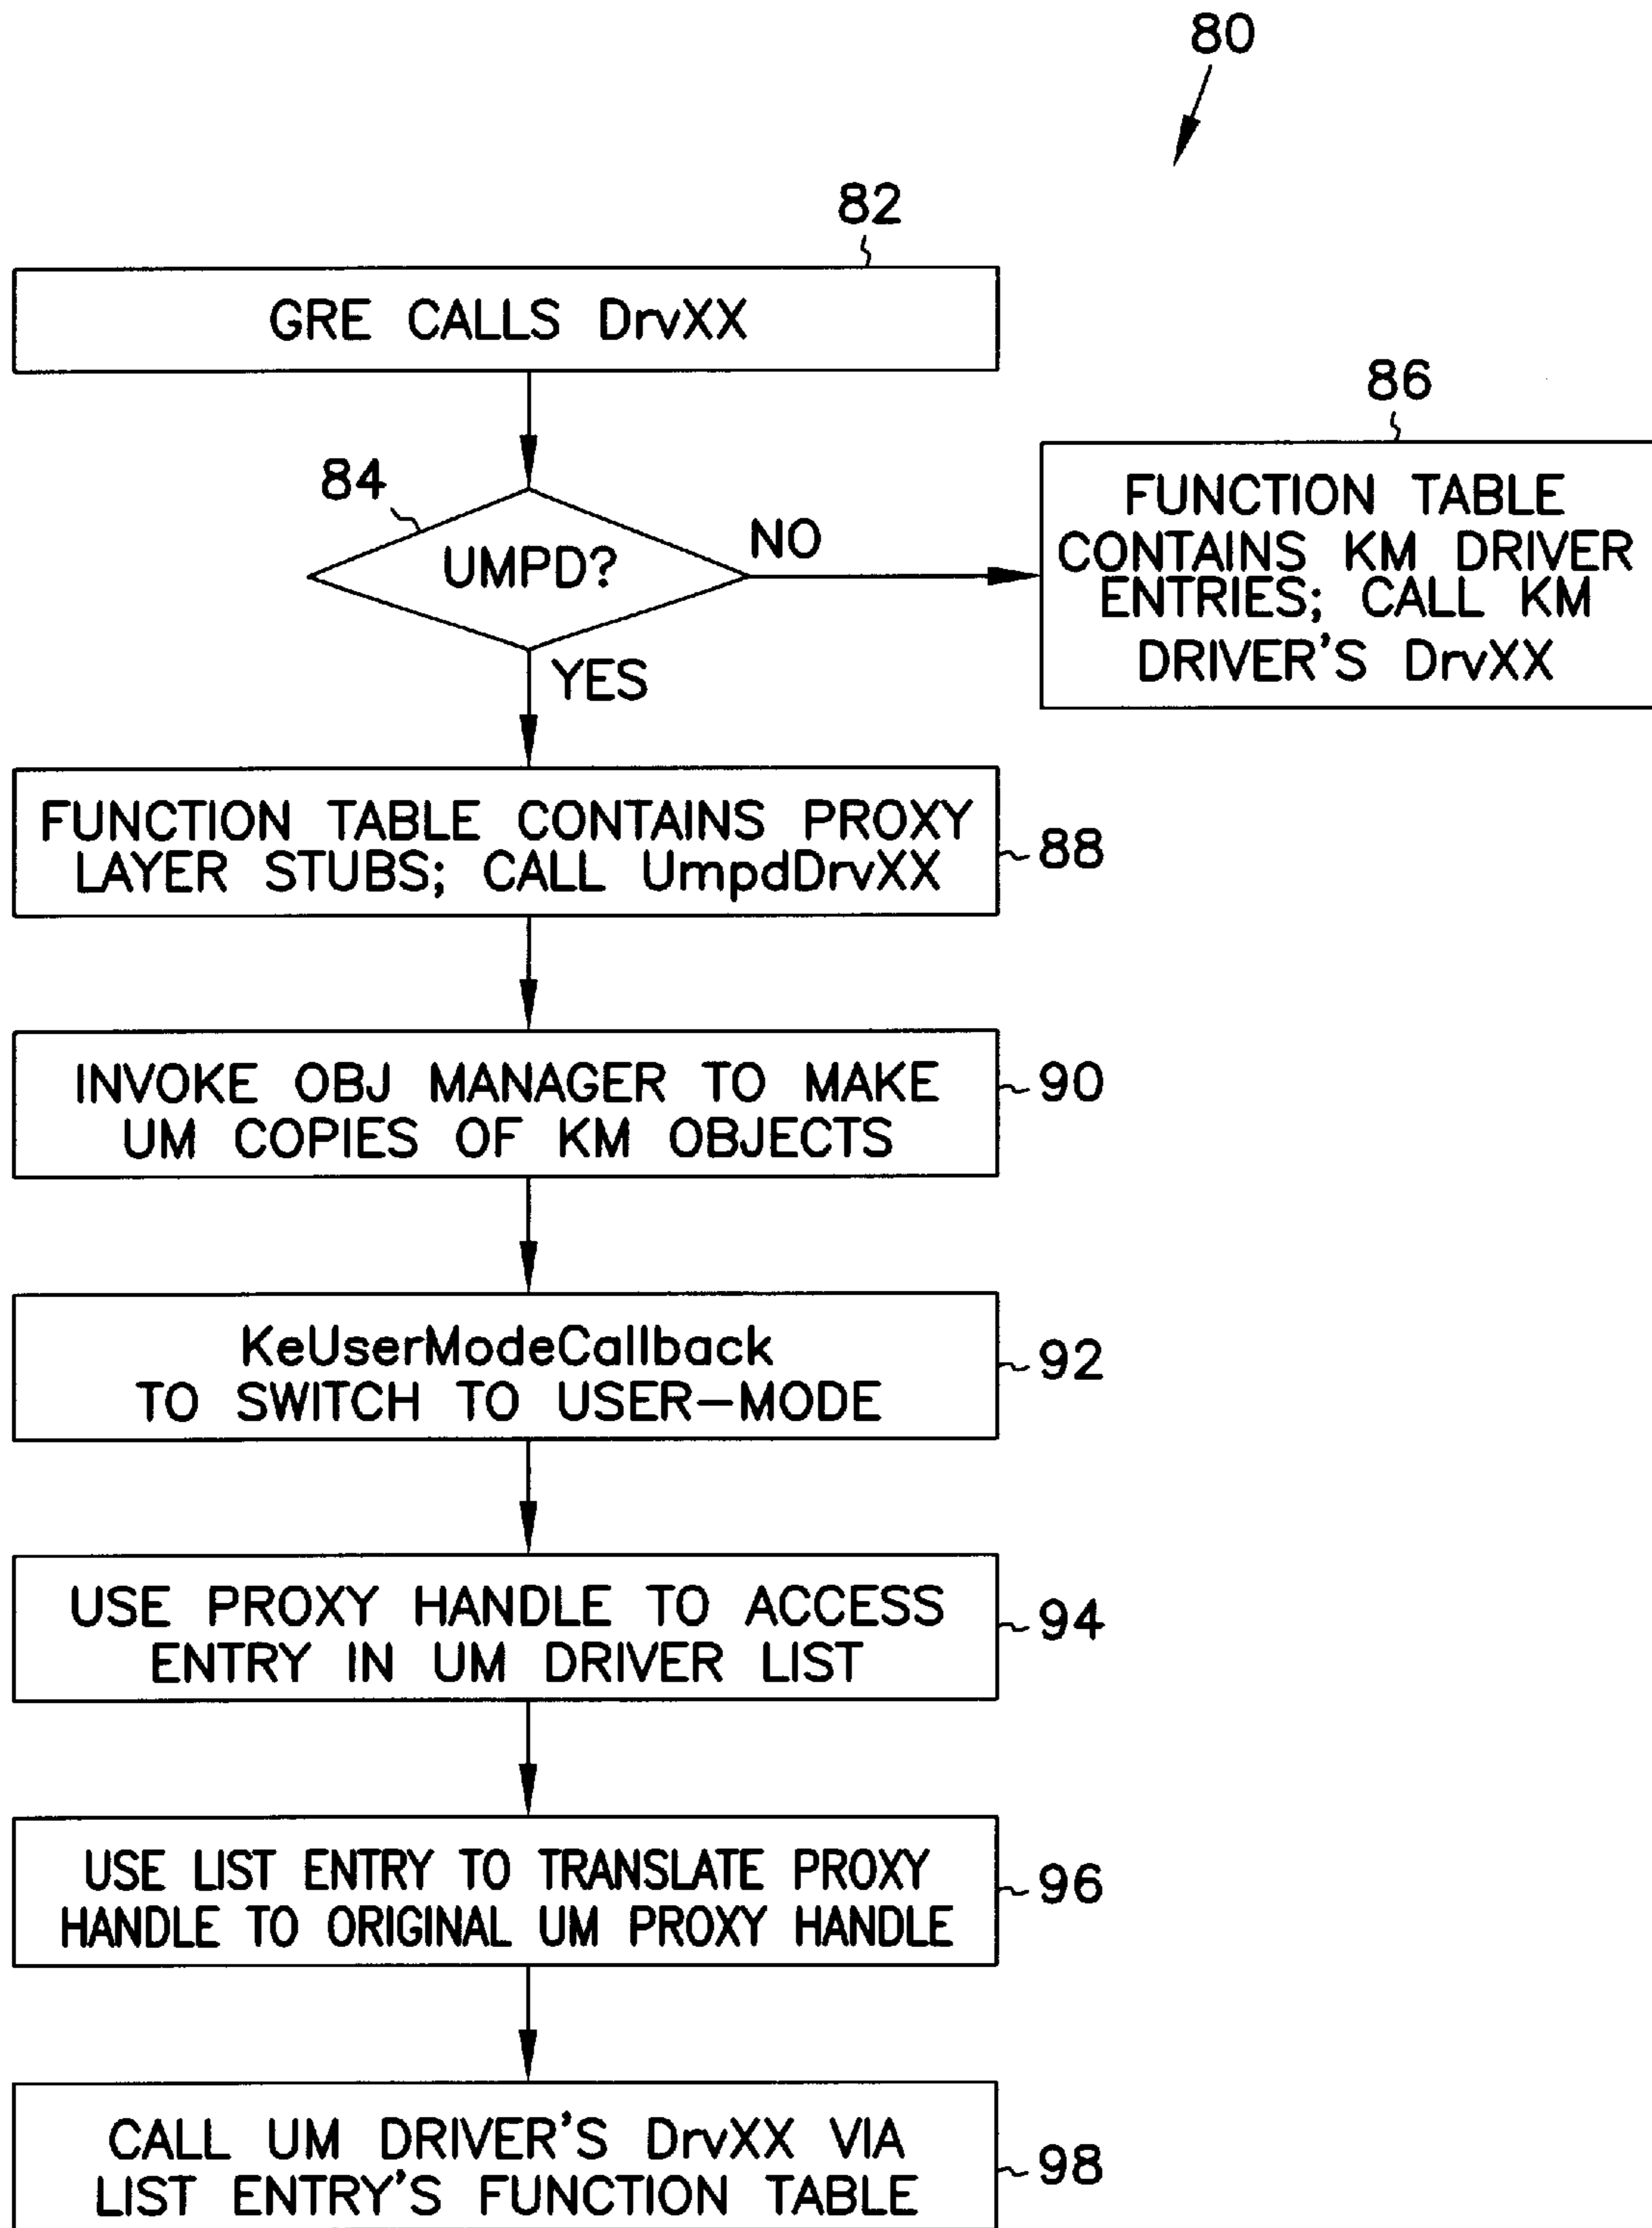 80
82
GRE CALLS DrvXX
84
UMPD?
NO
YES
86
FUNCTION TABLE
CONTAINS KM DRIVER
ENTRIES; CALL KM
DRIVER'S DrvXX
FUNCTION TABLE CONTAINS PROXY
LAYER STUBS; CALL UmpdDrvXX
88
INVOKE OBJ MANAGER TO MAKE
UM COPIES OF KM OBJECTS
90
KeUserModeCallback
TO SWITCH TO USER-MODE
92
USE PROXY HANDLE TO ACCESS
ENTRY IN UM DRIVER LIST
94
USE LIST ENTRY TO TRANSLATE PROXY
HANDLE TO ORIGINAL UM PROXY HANDLE
96
CALL UM DRIVER'S DrvXX VIA
LIST ENTRY'S FUNCTION TABLE
98